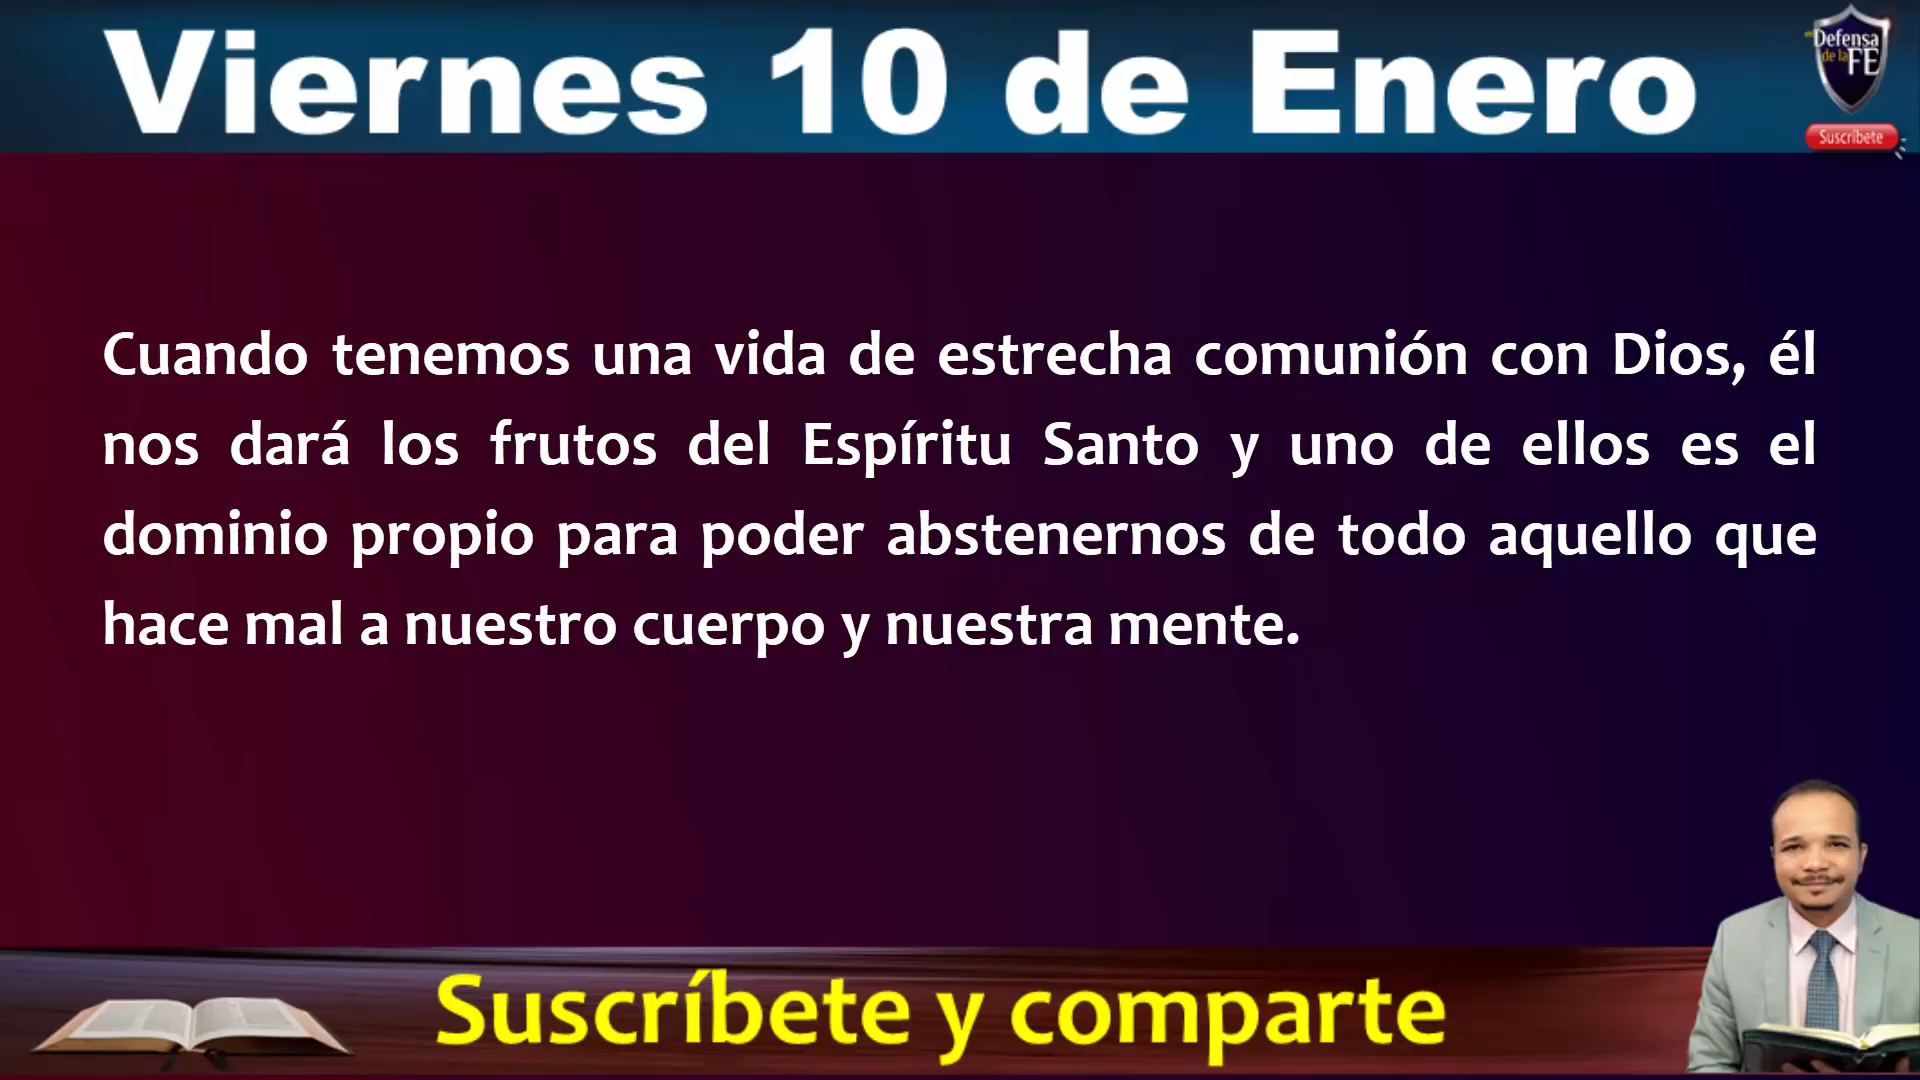 Viernes 10 de Enero
en Defensa
de la FE
Suscríbete
Cuando tenemos una vida de estrecha comunión con Dios, él
nos dará los frutos del Espíritu Santo y uno de ellos es el
dominio propio para poder abstenernos de todo aquello que
hace mal a nuestro cuerpo y nuestra mente.
Suscríbete y comparte